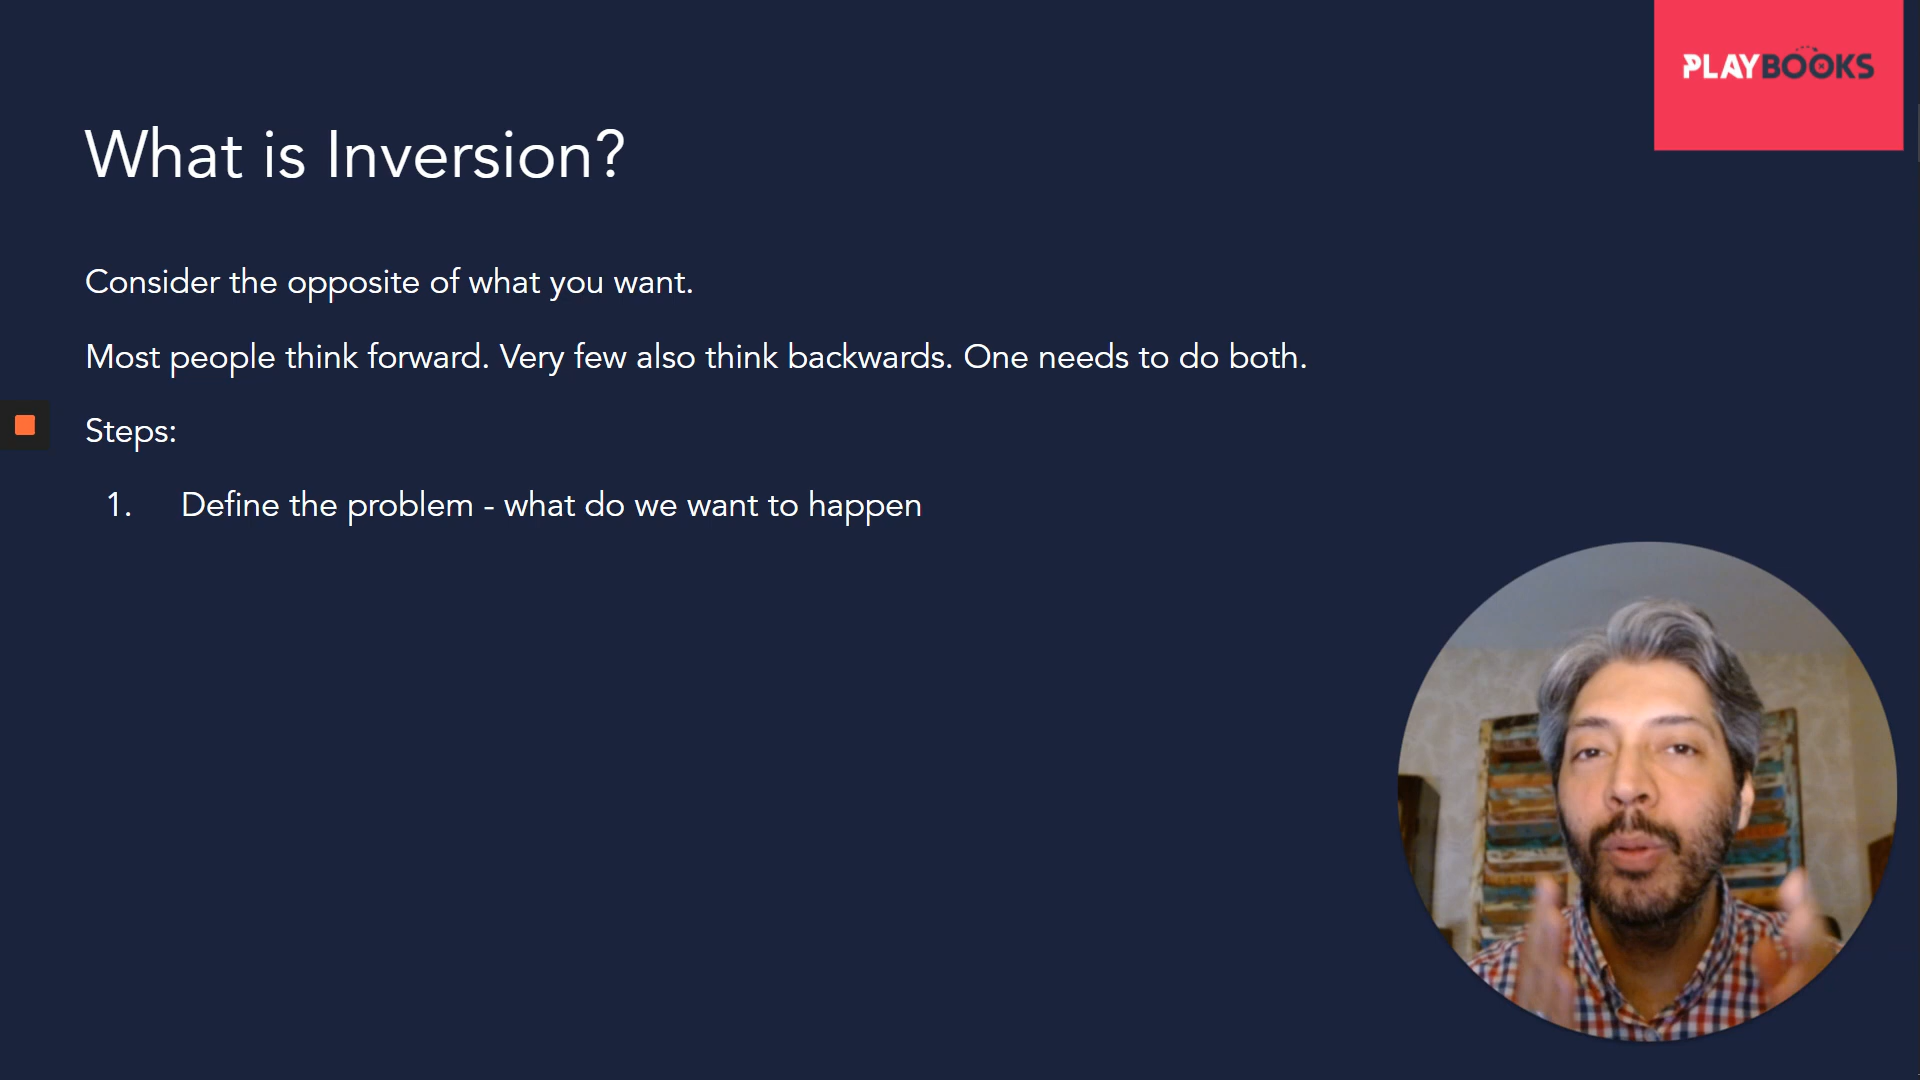 PLAYBOOKS
What is Inversion?
Consider the opposite of what you want.
Most people think forward. Very few also think backwards. One needs to do both.
Steps:
1. Define the problem - what do we want to happen